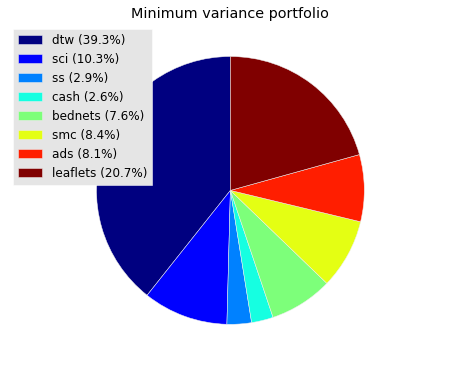 Minimum variance portfolio
dtw (39.3%)
sci (10.3%)
ss (2.9%)
cash (2.6%)
bednets (7.6%)
smc (8.4%)
ads (8.1%)
leaflets (20.7%)